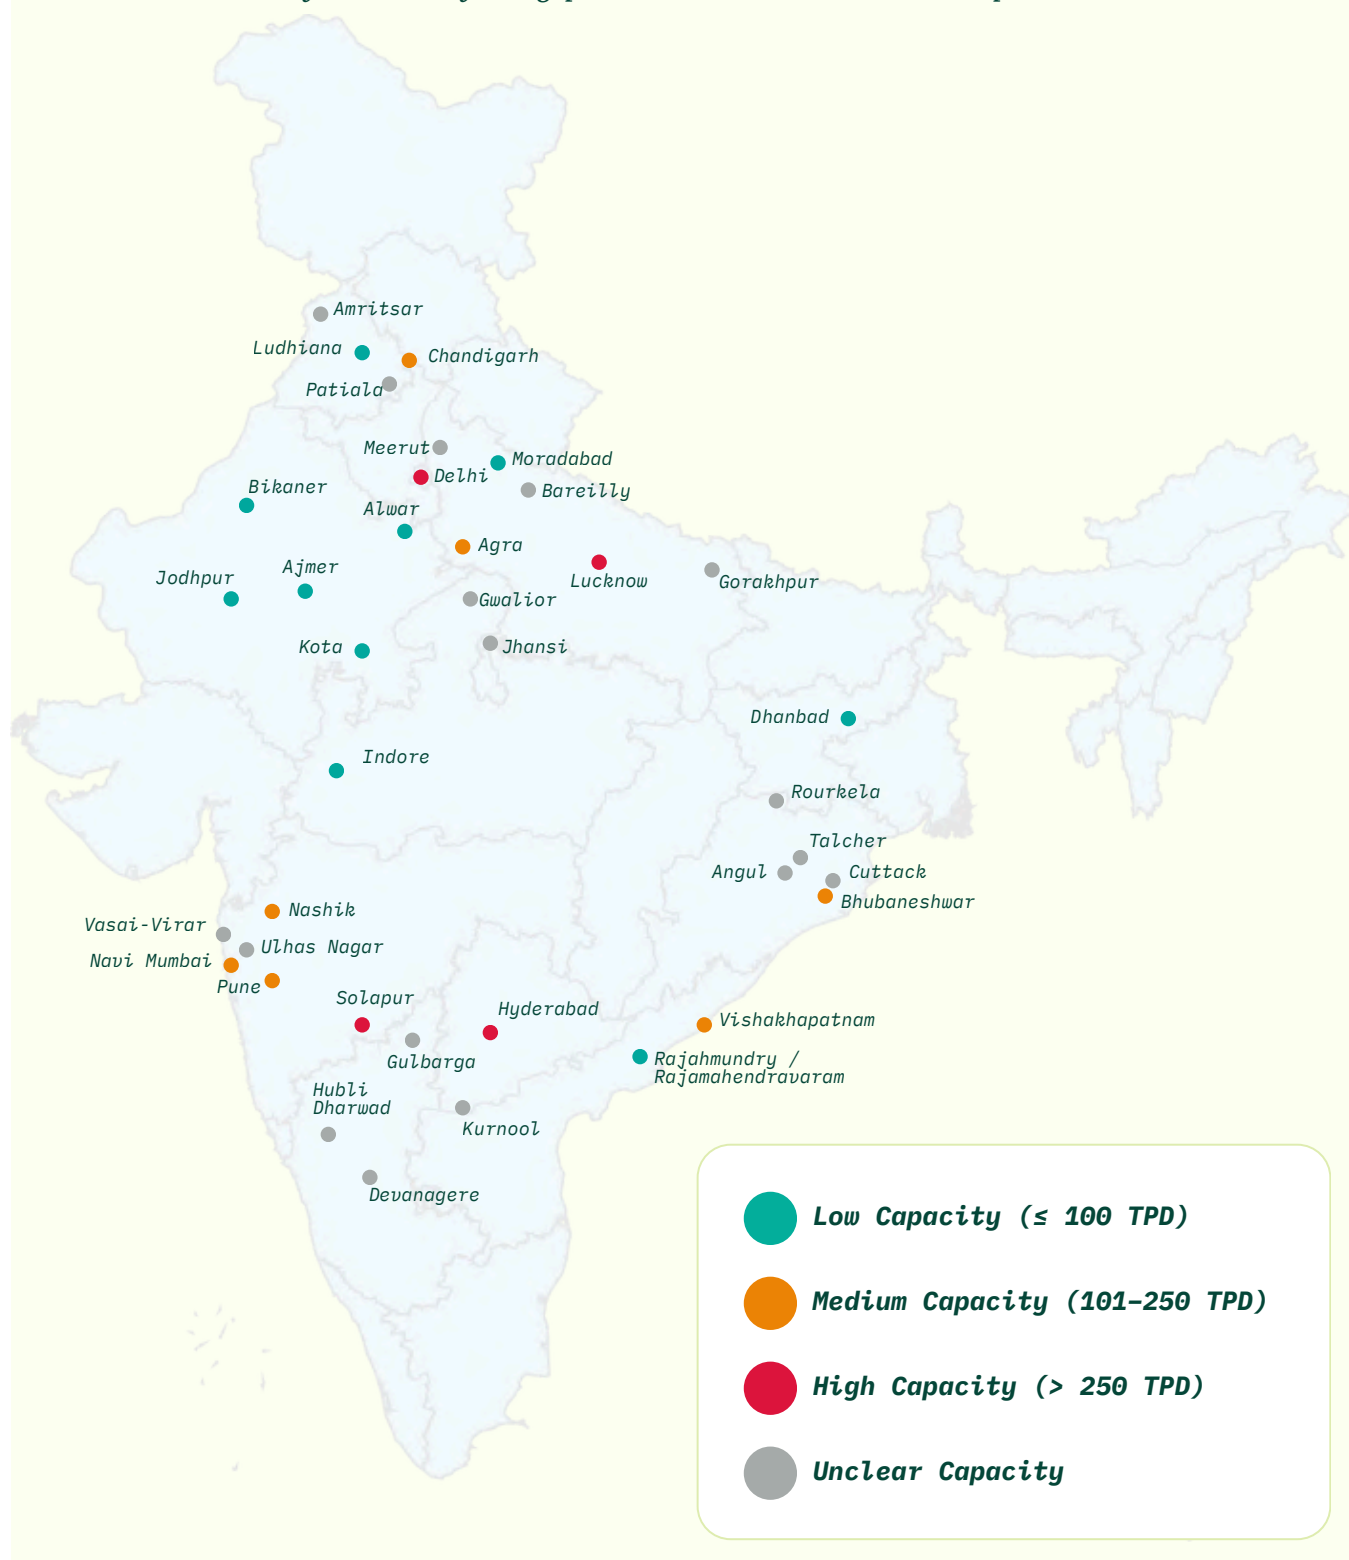 Amritsar
Ludhiana
Chandigarh
Patiala
Meerut
Moradabad
Delhi
Bikaner
Bareilly
Alwar
Agra
Ajmer
Jodhpur
Lucknow
Gorakhpur
Gwalior
Kota
Jhansi
Dhanbad
Indore
Rourkela
Talcher
Angul
Cuttack
Bhubaneshwar
Nashik
Vasai-Virar
Ulhas Nagar
Navi Mumbai
Pune
Solapur
Hyderabad
Vishakhapatnam
Gulbarga
Rajahmundry /
Rajamahendravaram
Hubli
Dharwad
Kurnool
Devanagere
Low Capacity (≤ 100 TPD)
Medium Capacity (101–250 TPD)
High Capacity (> 250 TPD)
Unclear Capacity